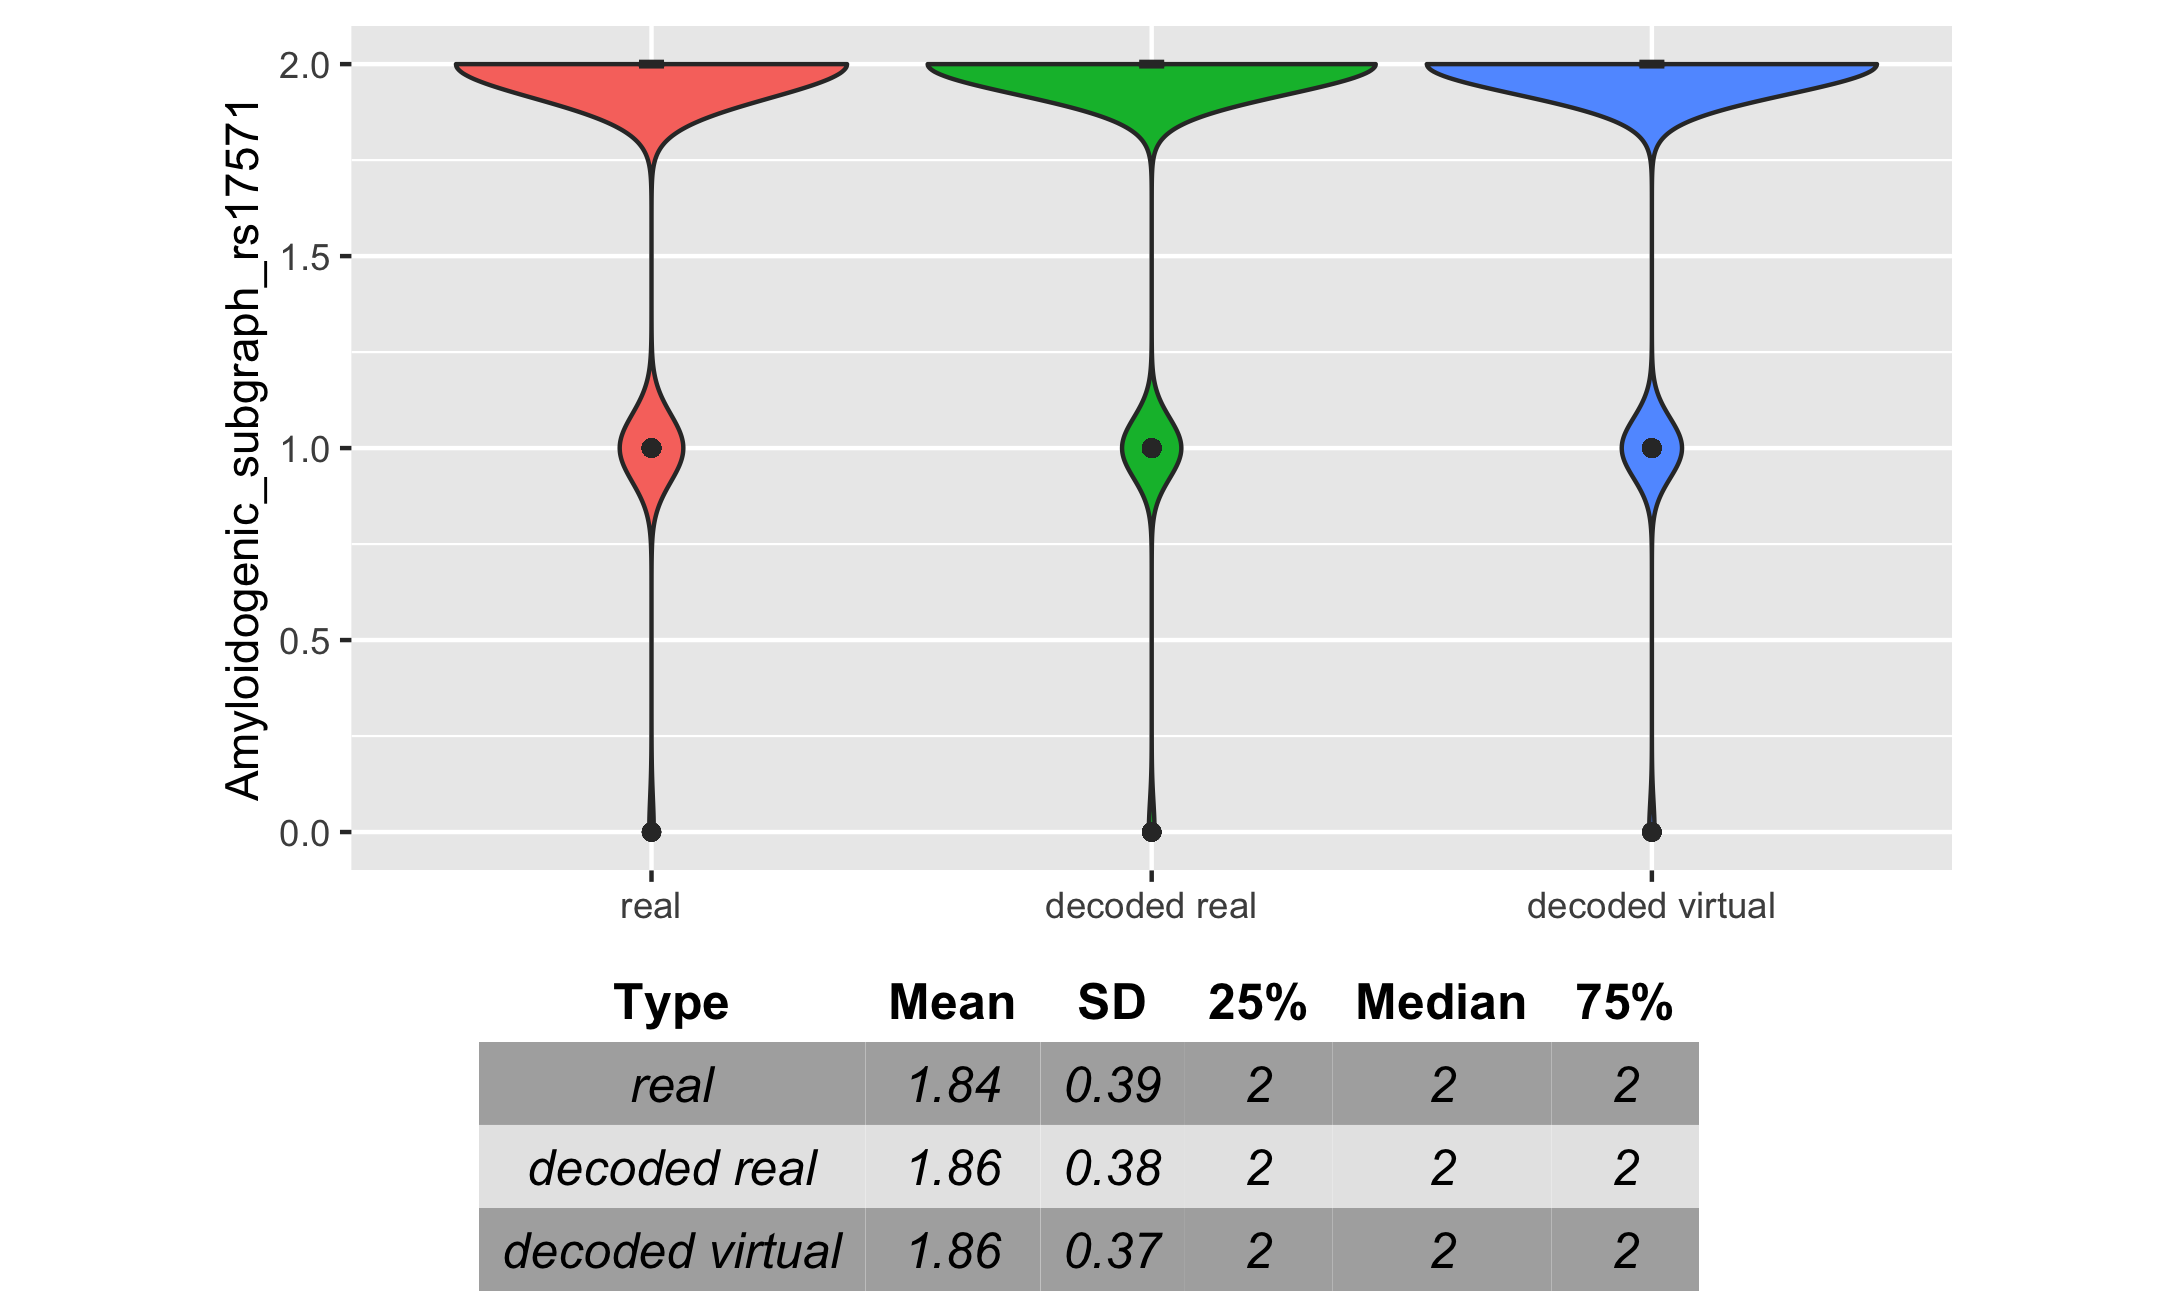 Amyloidogenic_subgraph_rs17571
2.0
1.5
1.0
0.5
0.0
real decoded real decoded virtual
Type Mean SD 25% Median 75%
real 1.84 0.39 2 2 2
decoded real 1.86 0.38 2 2 2
decoded virtual 1.86 0.37 2 2 2